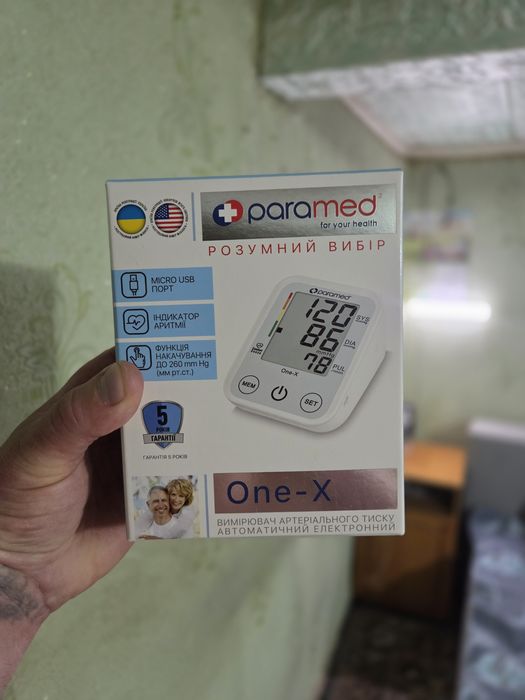 paramed
for your health
РОЗУМНИЙ ВИБІР
MICRO USB
ПОРТ
ІНДИКАТОР
АРИТМІЇ
ФУНКЦІЯ
НАКАЧУВАННЯ
ДО 260 mm Hg
(мм рт.ст.)
paramed
120
SYS
86
DIA
mmHg
78
PUL
One-X
MEM
SET
5
РОКІВ
ГАРАНТІЇ
ГАРАНТІЯ 5 РОКІВ
One-X
ВИМІРЮВАЧ АРТЕРІАЛЬНОГО ТИСКУ
АВТОМАТИЧНИЙ ЕЛЕКТРОННИЙ